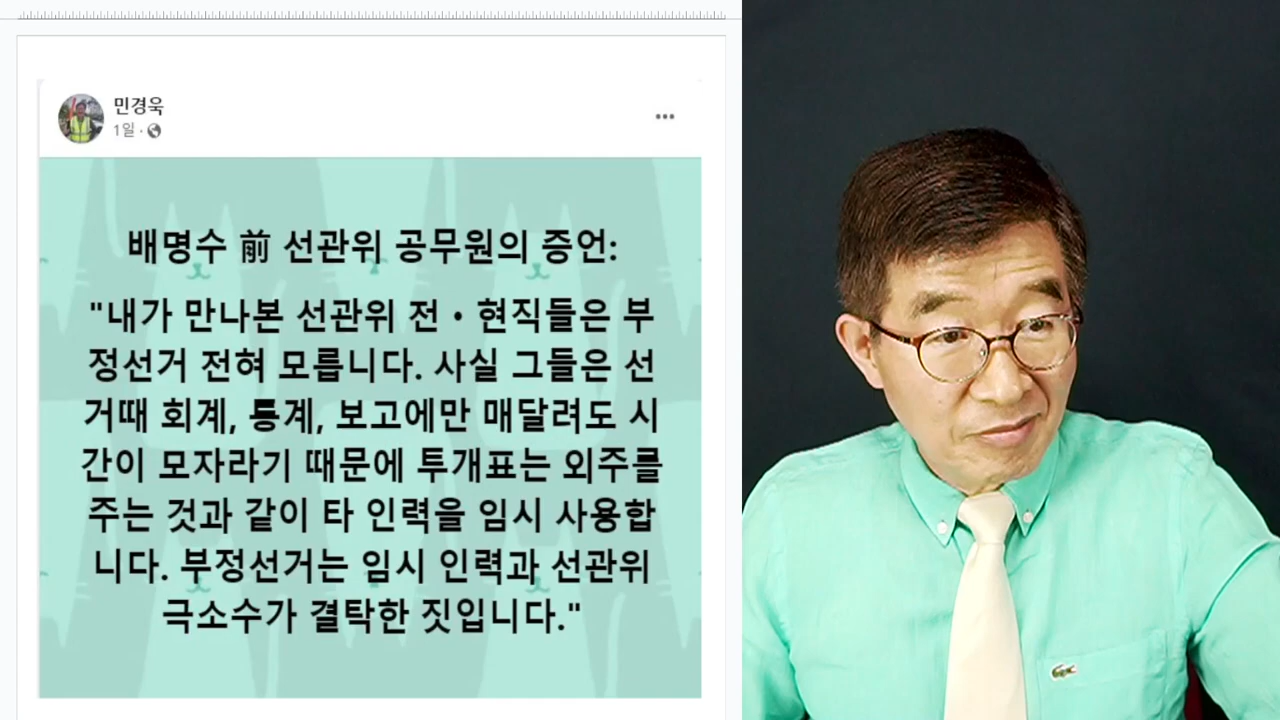 민경욱
1일 ·
배명수 前 선관위 공무원의 증언:
"내가 만나본 선관위 전 · 현직들은 부
정선거 전혀 모릅니다. 사실 그들은 선
거때 회계, 통계, 보고에만 매달려도 시
간이 모자라기 때문에 투개표는 외주를
주는 것과 같이 타 인력을 임시 사용합
니다. 부정선거는 임시 인력과 선관위
극소수가 결탁한 짓입니다."